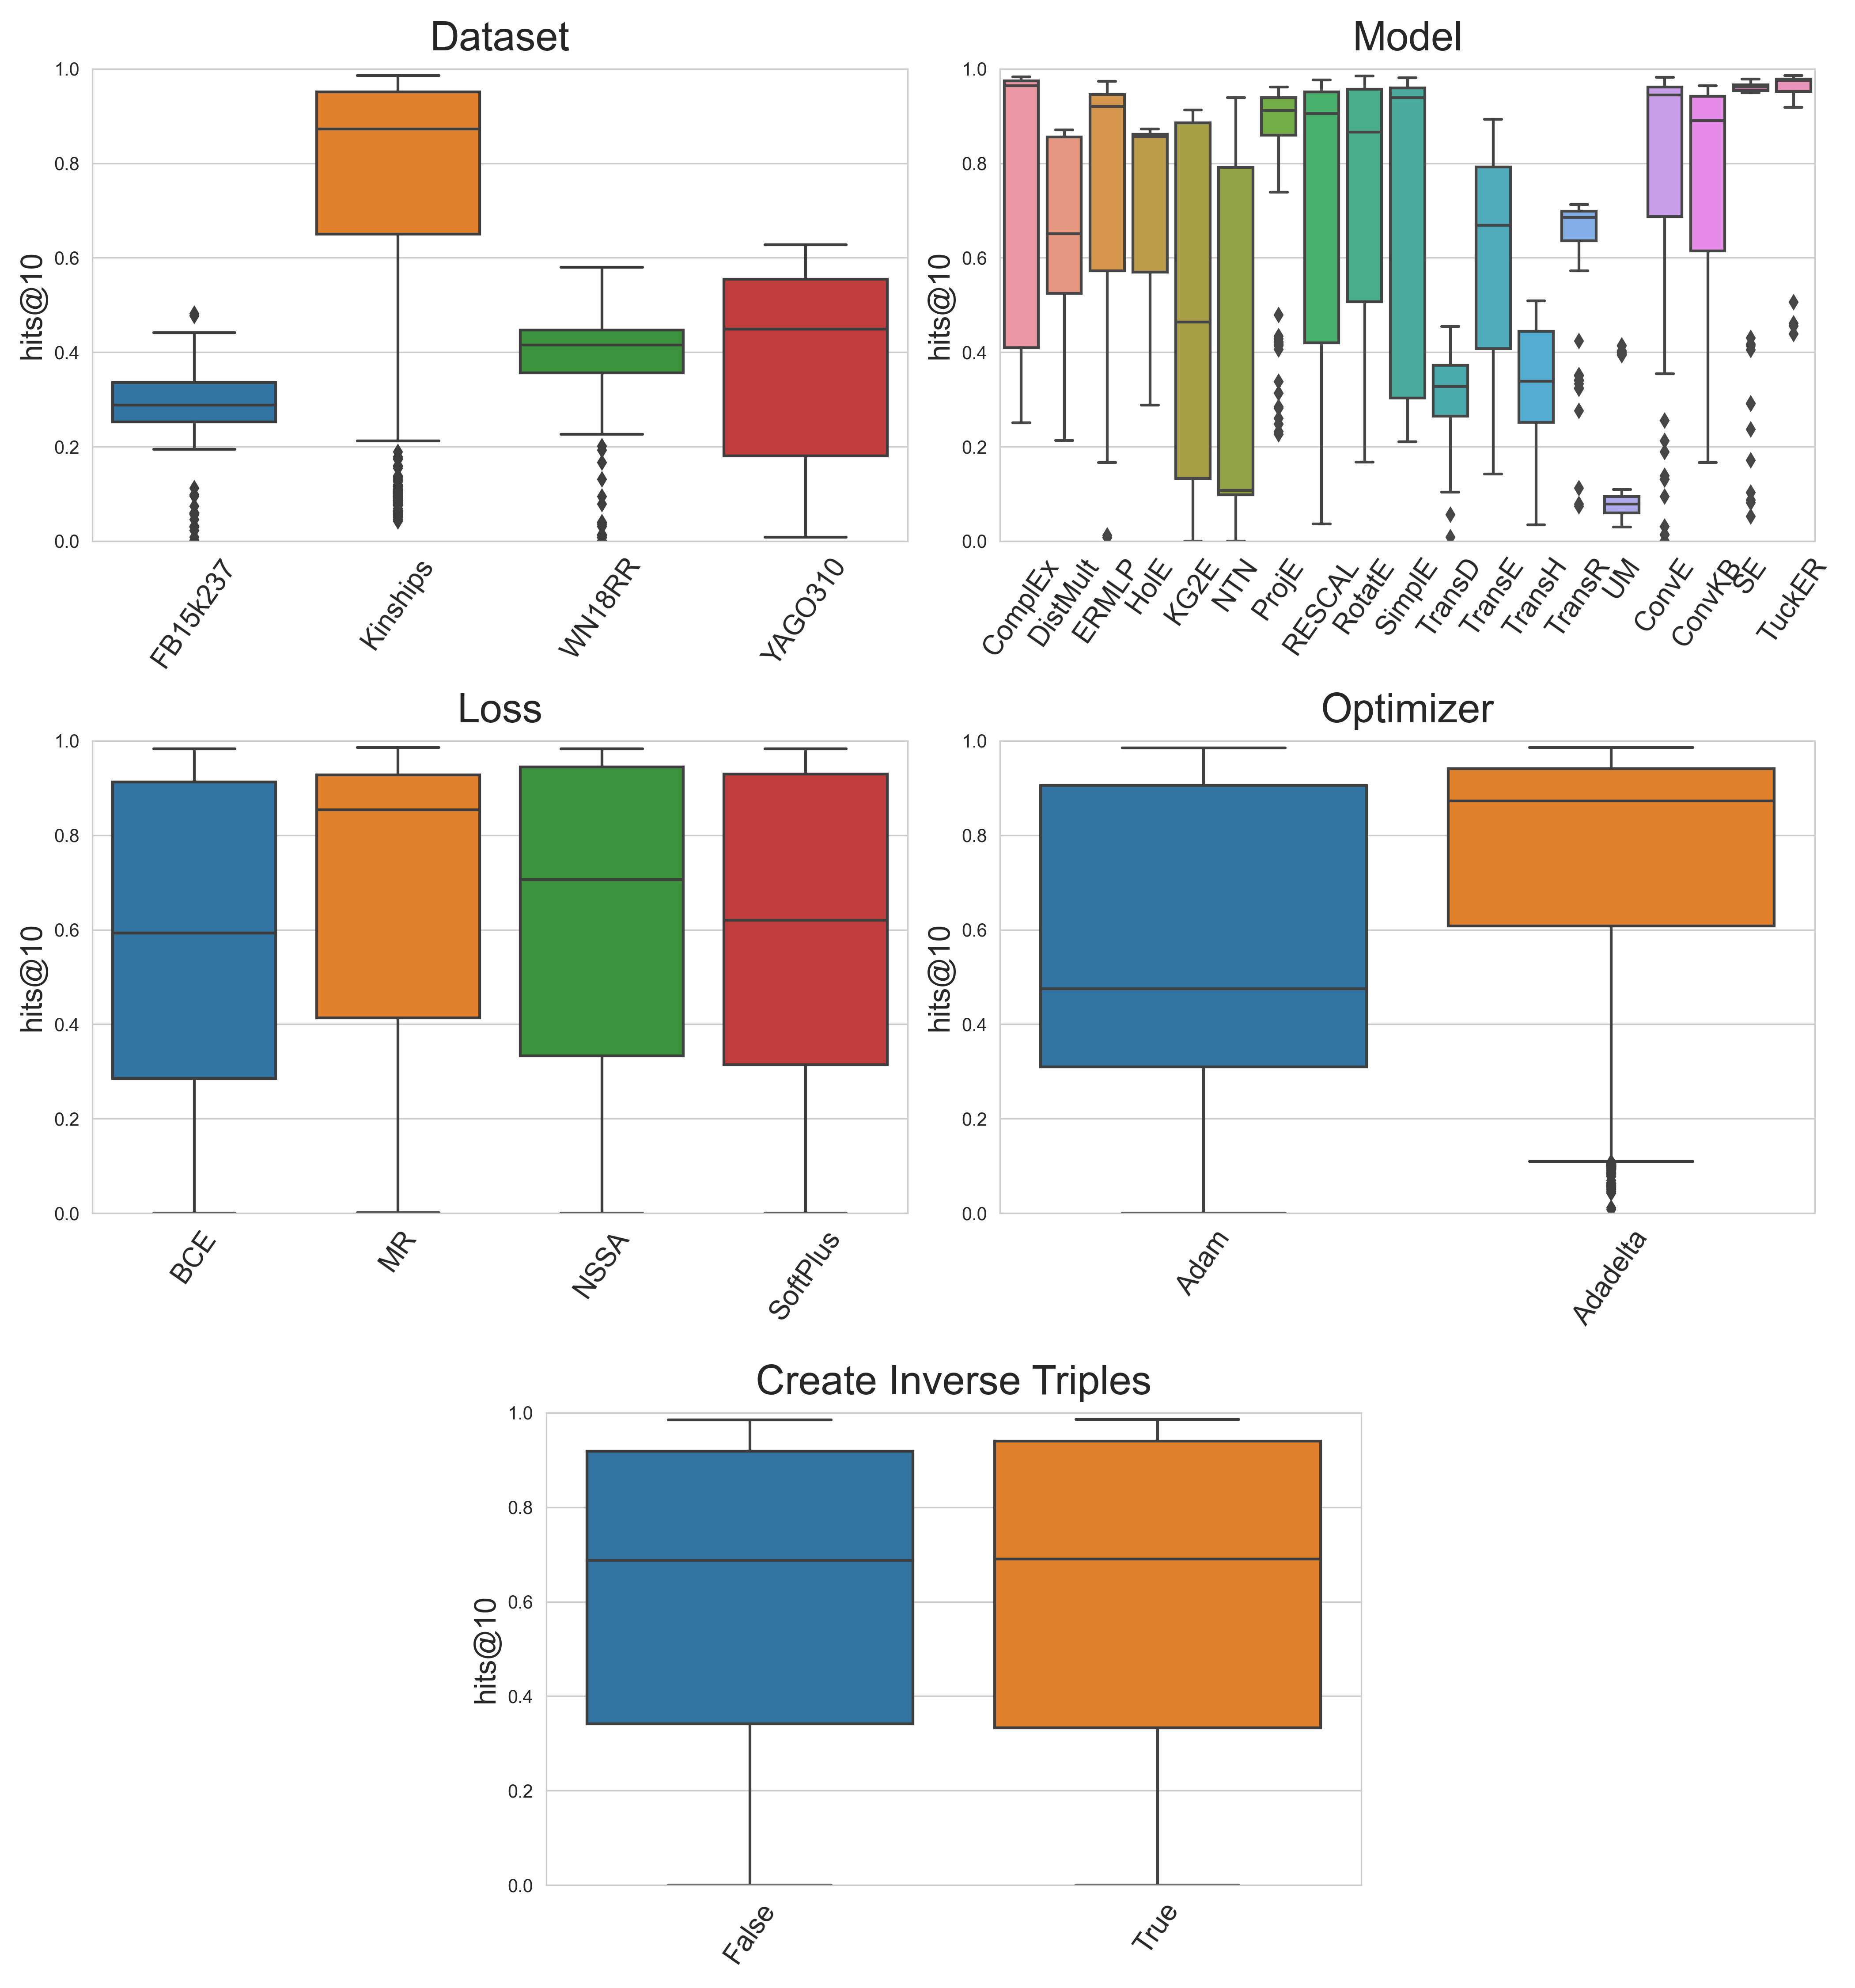 Dataset
hits@10
1.0
0.8
0.6
0.4
0.2
0.0
FB15k237
Kinships
WN18RR
YAGO310
Model
hits@10
1.0
0.8
0.6
0.4
0.2
0.0
ComplEx
DistMult
ERMLP
HolE
KG2E
NTN
ProjE
RESCAL
RotatE
SimplE
TransD
TransE
TransH
TransR
UM
ConvE
ConvKB
SE
TuckER
Loss
hits@10
1.0
0.8
0.6
0.4
0.2
0.0
BCE
MR
NSSA
SoftPlus
Optimizer
hits@10
1.0
0.8
0.6
0.4
0.2
0.0
Adam
Adadelta
Create Inverse Triples
hits@10
1.0
0.8
0.6
0.4
0.2
0.0
False
True